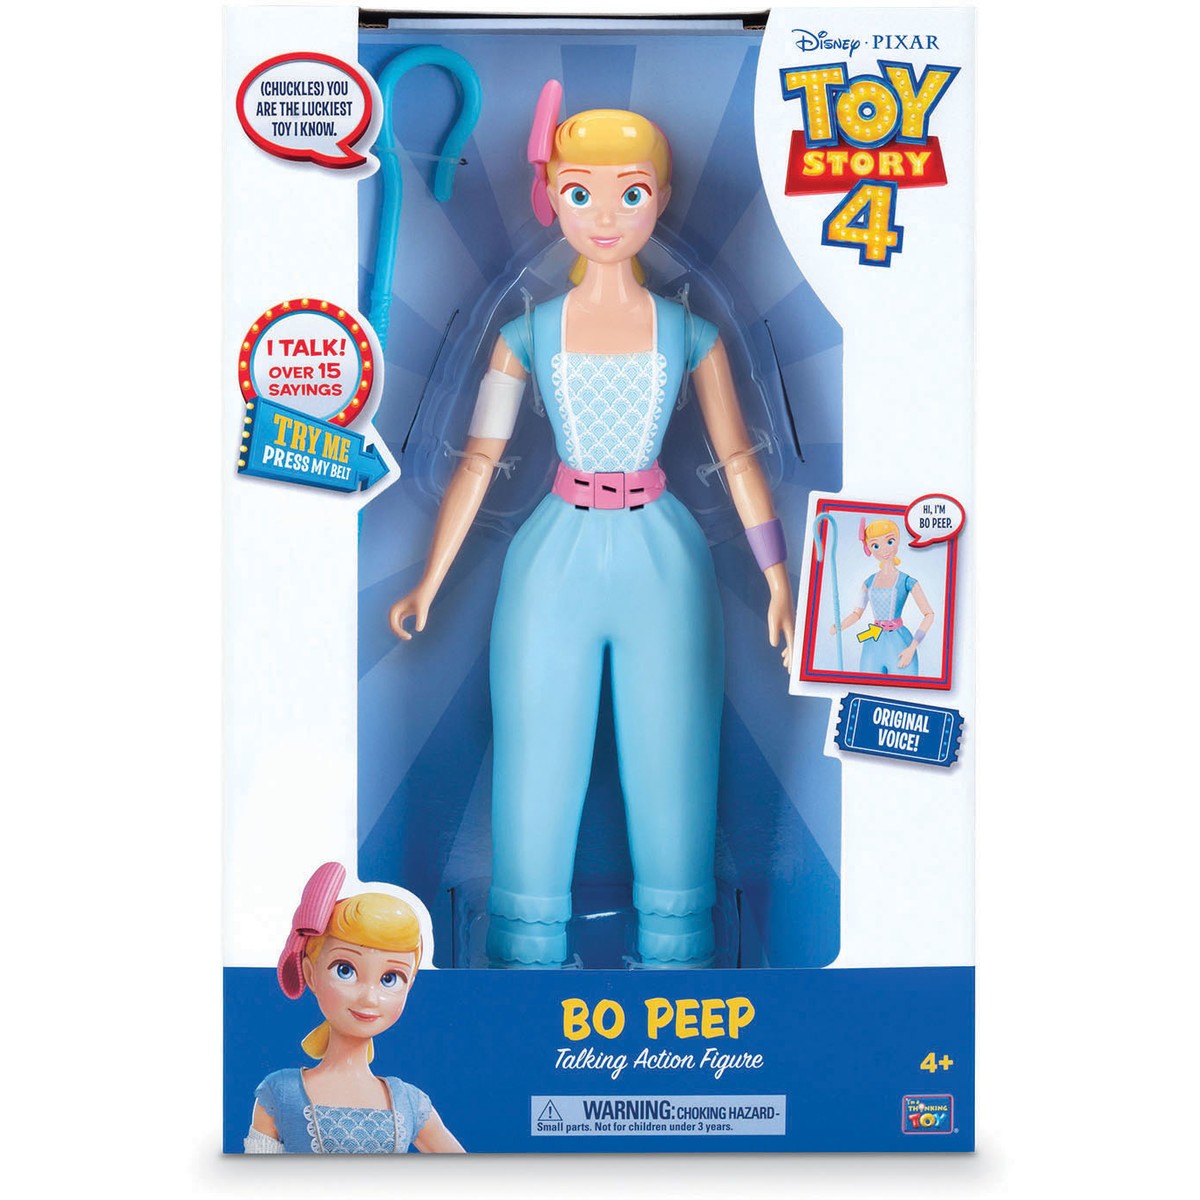 Disney · PIXAR
TOY
STORY
4
(CHUCKLES) YOU
ARE THE LUCKIEST
TOY I KNOW.
I TALK!
OVER 15
SAYINGS
TRY ME
PRESS MY BELT
HI, I'M
BO PEEP.
ORIGINAL
VOICE!
BO PEEP
Talking Action Figure
4+
WARNING: CHOKING HAZARD-
Small parts. Not for children under 3 years.
I'm a
THINKING
TOY